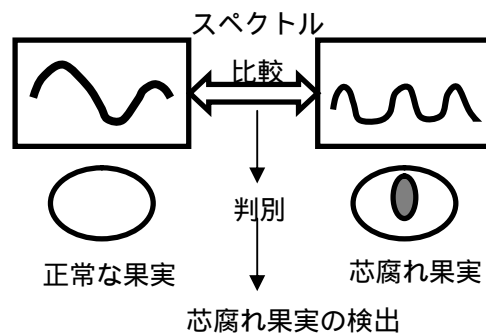 スペクトル
比較
判別
正常な果実
芯腐れ果実
芯腐れ果実の検出